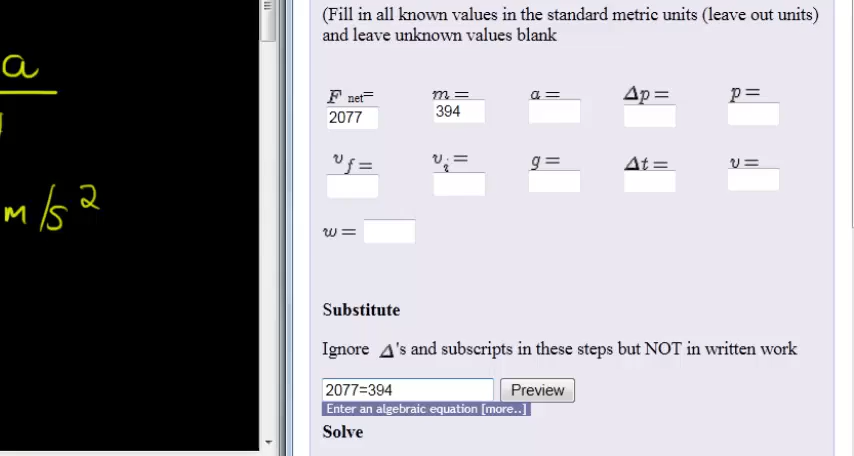 (Fill in all known values in the standard metric units (leave out units)
and leave unknown values blank
a
m/s²
F net= m = a = Δp = p =
2077 394
v f = v i = g = Δt = v =
w =
Substitute
Ignore Δ's and subscripts in these steps but NOT in written work
2077=394 Preview
Enter an algebraic equation [more..]
Solve